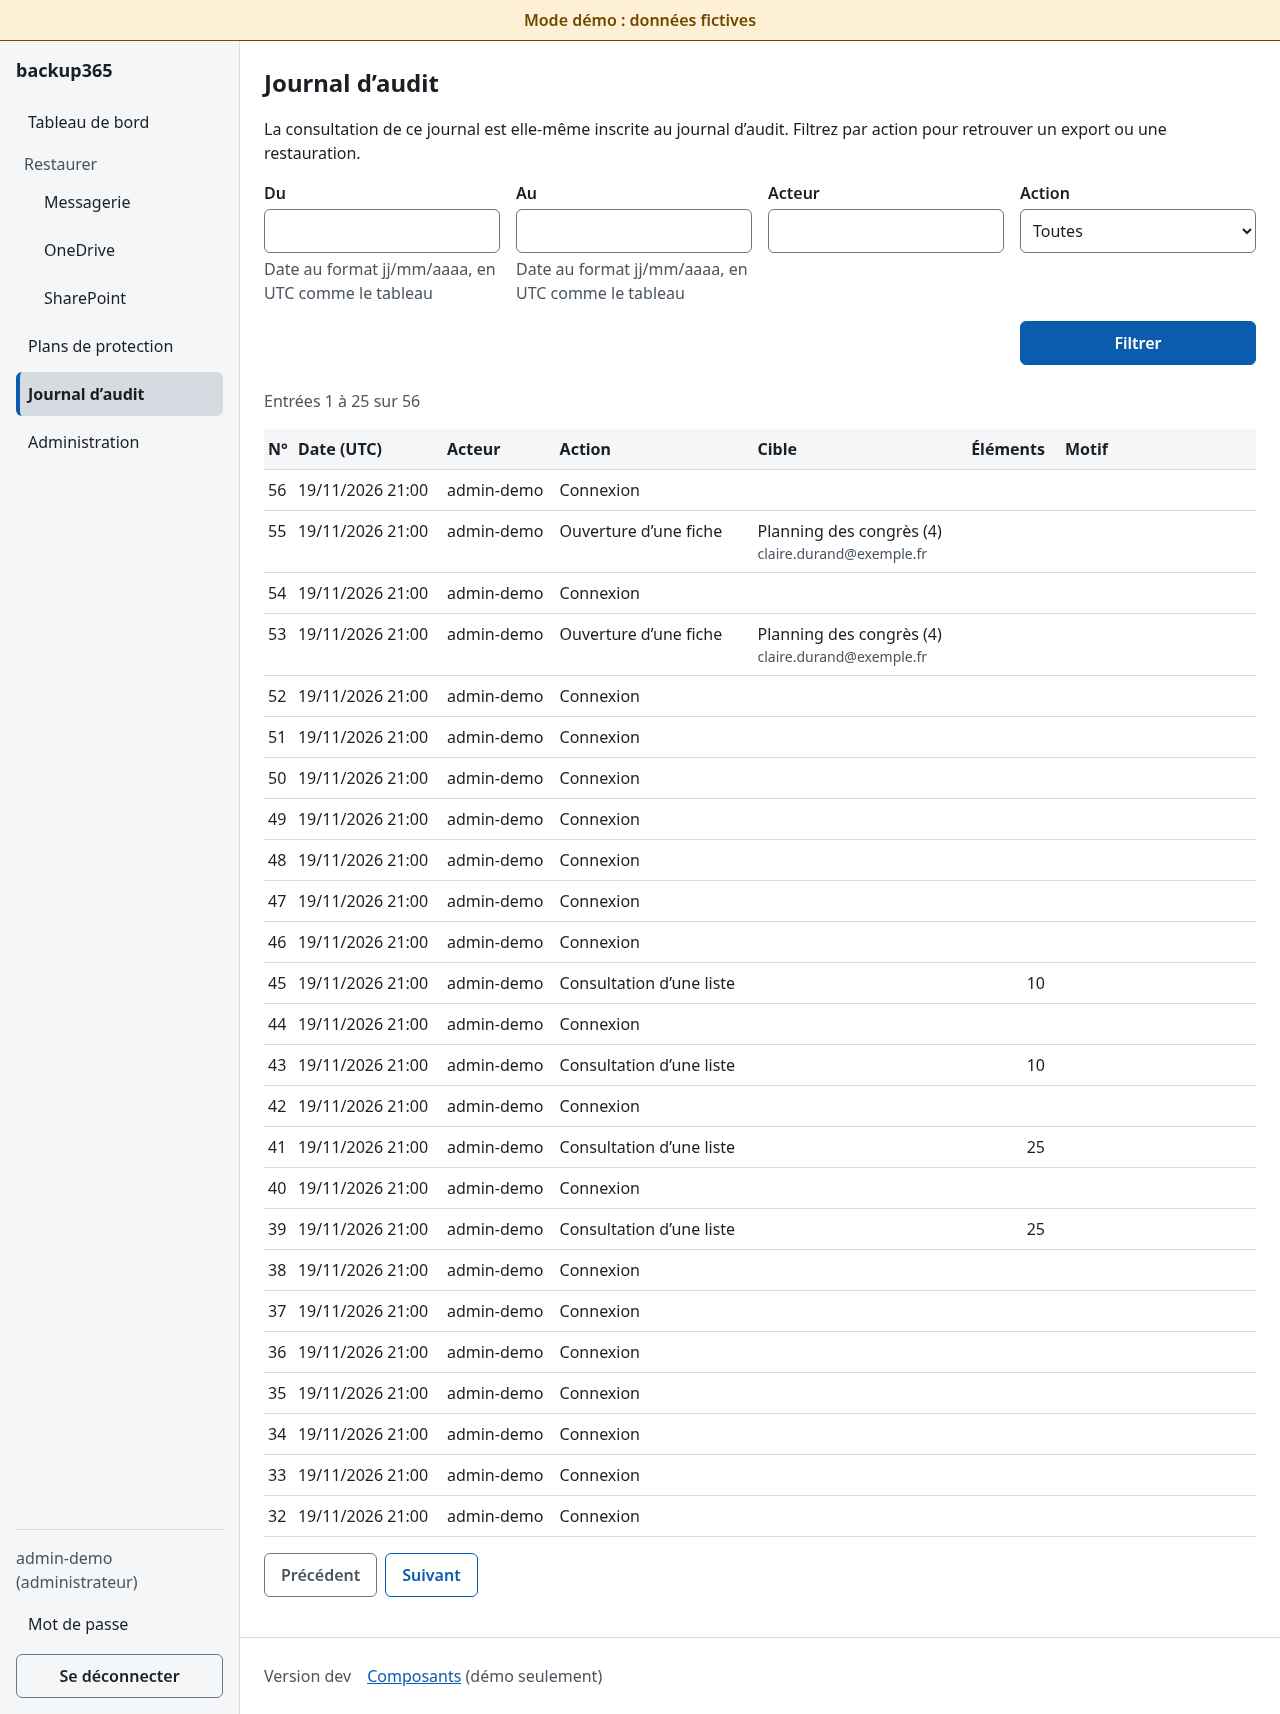 Mode démo : données fictives
backup365
Tableau de bord
Restaurer
Messagerie
OneDrive
SharePoint
Plans de protection
Journal d’audit
Administration
admin-demo
(administrateur)
Mot de passe
Se déconnecter
Journal d’audit
La consultation de ce journal est elle-même inscrite au journal d’audit. Filtrez par action pour retrouver un export ou une
restauration.
Du Au Acteur Action
Toutes
Date au format jj/mm/aaaa, en Date au format jj/mm/aaaa, en
UTC comme le tableau UTC comme le tableau
Filtrer
Entrées 1 à 25 sur 56
N° Date (UTC) Acteur Action Cible Éléments Motif
56 19/11/2026 21:00 admin-demo Connexion
55 19/11/2026 21:00 admin-demo Ouverture d’une fiche Planning des congrès (4)
claire.durand@exemple.fr
54 19/11/2026 21:00 admin-demo Connexion
53 19/11/2026 21:00 admin-demo Ouverture d’une fiche Planning des congrès (4)
claire.durand@exemple.fr
52 19/11/2026 21:00 admin-demo Connexion
51 19/11/2026 21:00 admin-demo Connexion
50 19/11/2026 21:00 admin-demo Connexion
49 19/11/2026 21:00 admin-demo Connexion
48 19/11/2026 21:00 admin-demo Connexion
47 19/11/2026 21:00 admin-demo Connexion
46 19/11/2026 21:00 admin-demo Connexion
45 19/11/2026 21:00 admin-demo Consultation d’une liste 10
44 19/11/2026 21:00 admin-demo Connexion
43 19/11/2026 21:00 admin-demo Consultation d’une liste 10
42 19/11/2026 21:00 admin-demo Connexion
41 19/11/2026 21:00 admin-demo Consultation d’une liste 25
40 19/11/2026 21:00 admin-demo Connexion
39 19/11/2026 21:00 admin-demo Consultation d’une liste 25
38 19/11/2026 21:00 admin-demo Connexion
37 19/11/2026 21:00 admin-demo Connexion
36 19/11/2026 21:00 admin-demo Connexion
35 19/11/2026 21:00 admin-demo Connexion
34 19/11/2026 21:00 admin-demo Connexion
33 19/11/2026 21:00 admin-demo Connexion
32 19/11/2026 21:00 admin-demo Connexion
Précédent Suivant
Version dev Composants (démo seulement)